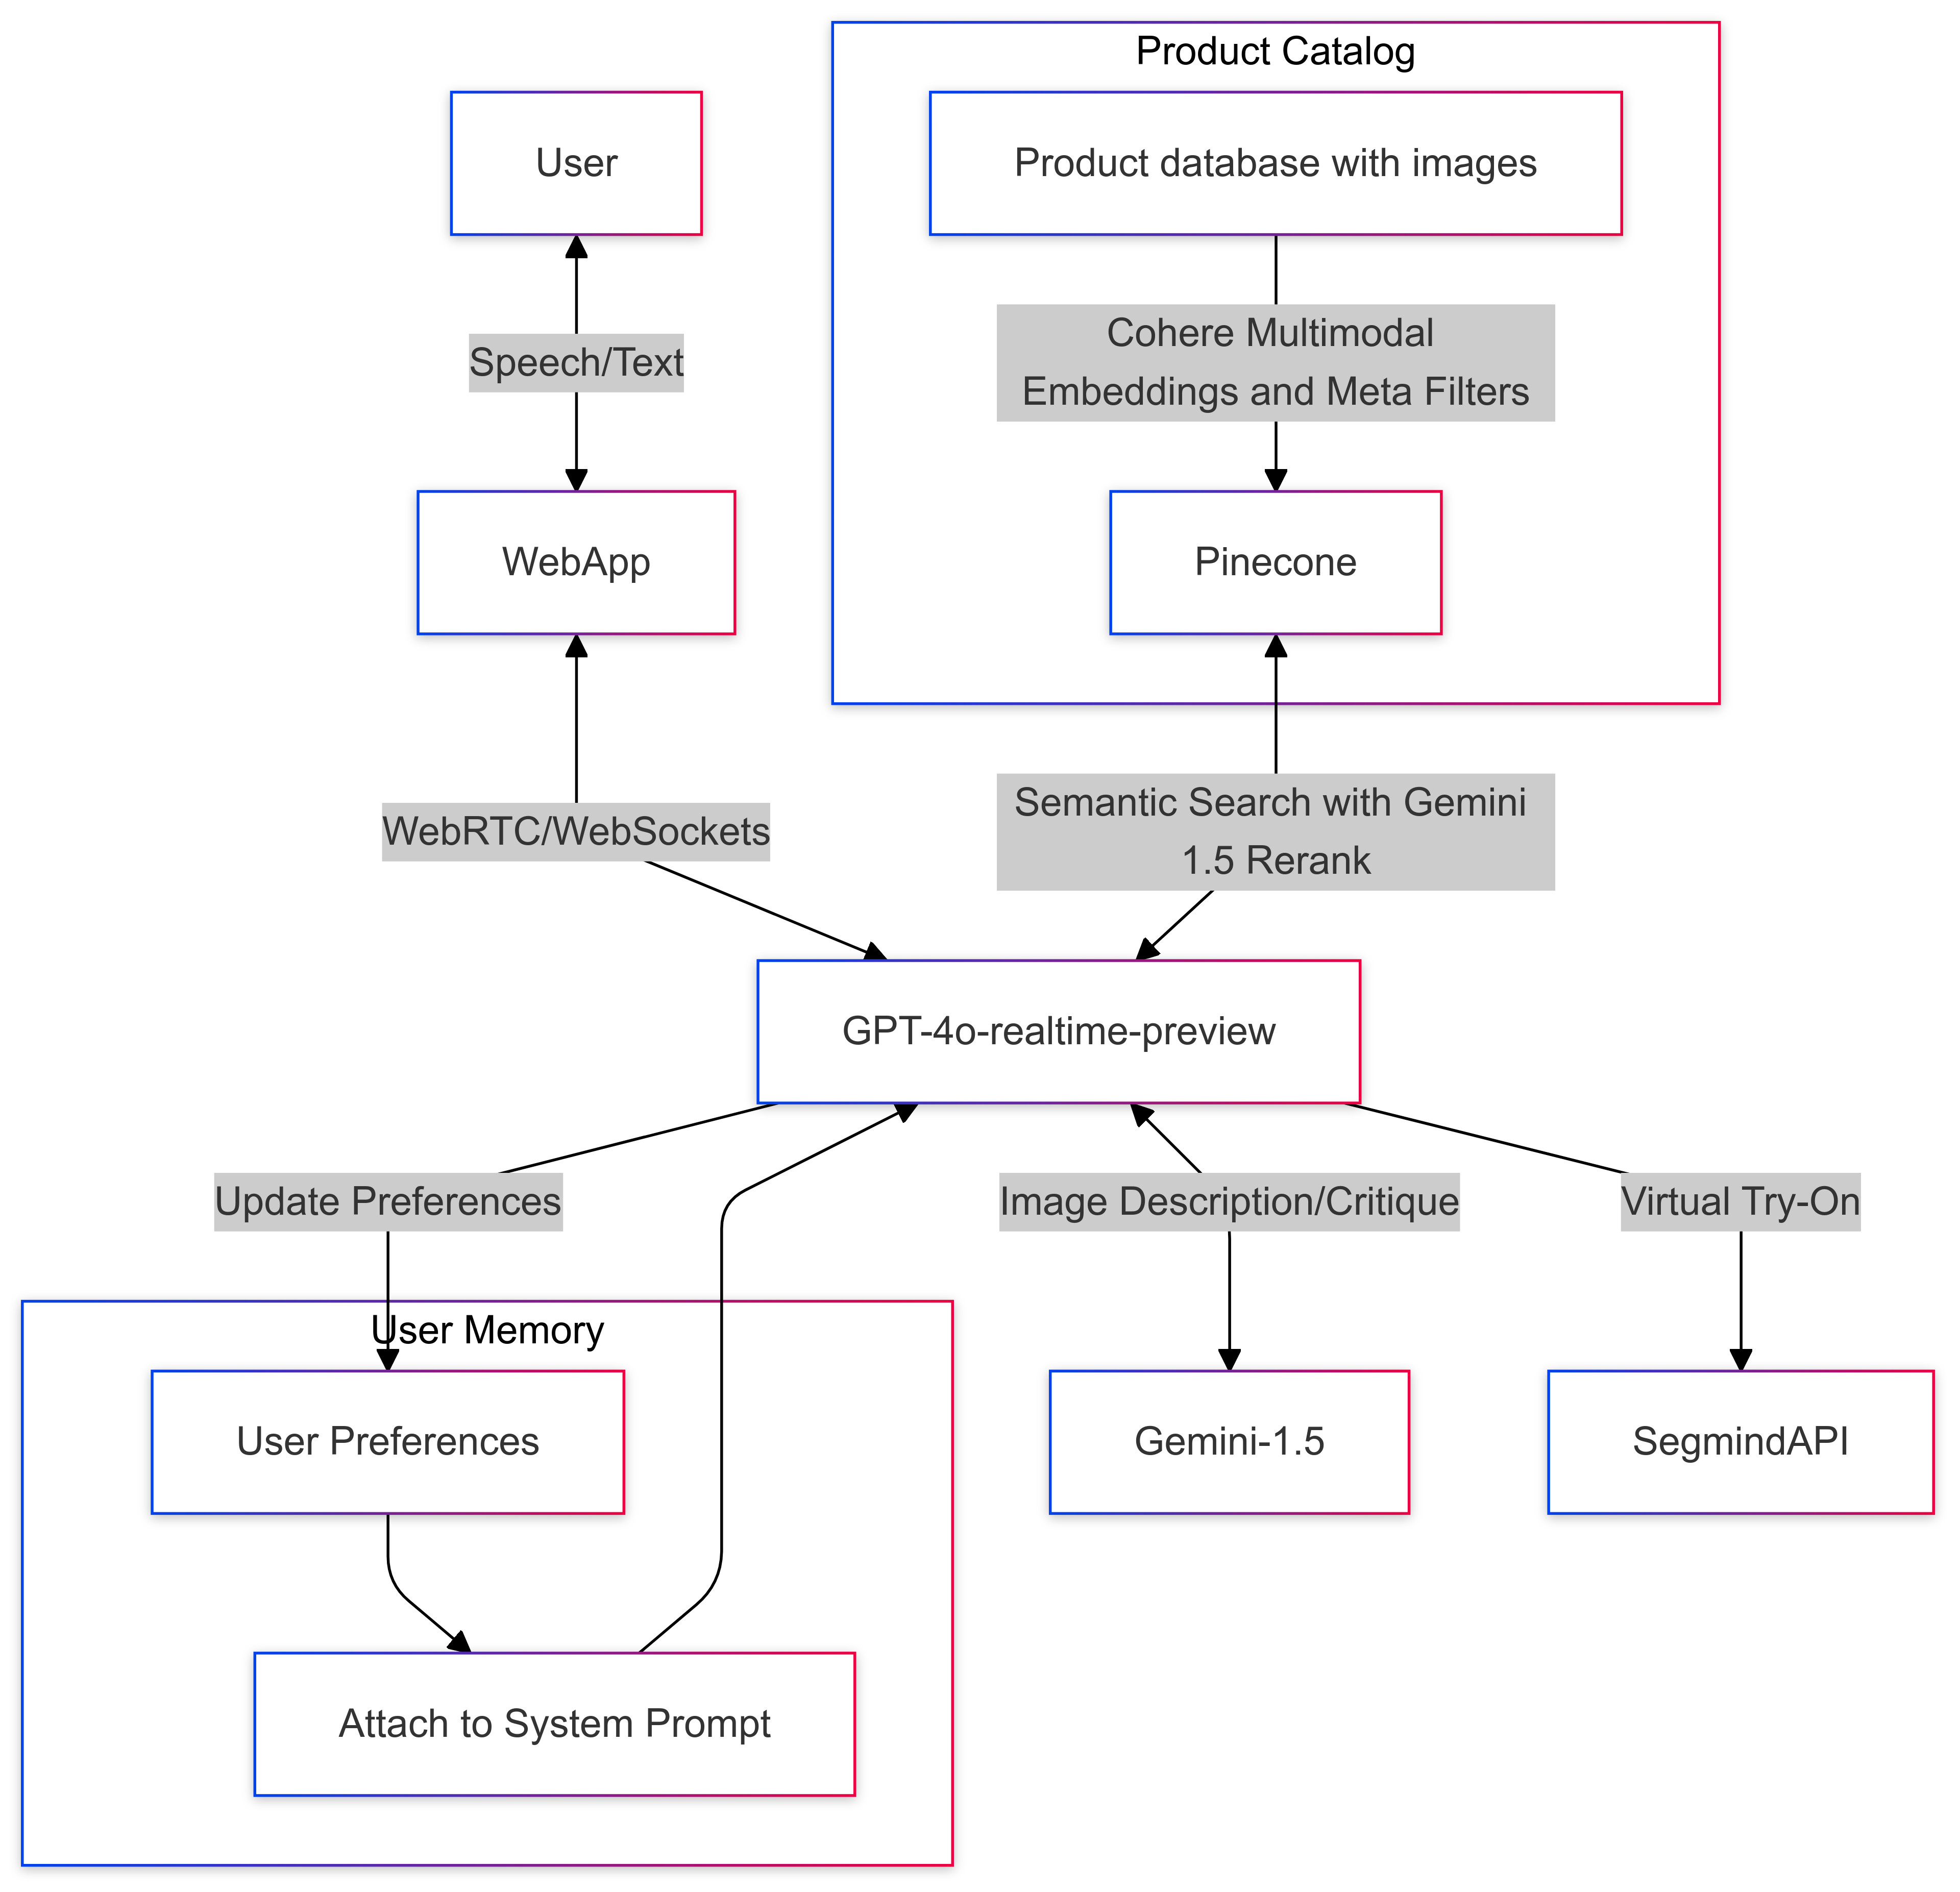 Product Catalog
User
Product database with images
Speech/Text
Cohere Multimodal
Embeddings and Meta Filters
WebApp
Pinecone
WebRTC/WebSockets
Semantic Search with Gemini
1.5 Rerank
GPT-4o-realtime-preview
Update Preferences
Image Description/Critique
Virtual Try-On
User Memory
User Preferences
Gemini-1.5
SegmindAPI
Attach to System Prompt